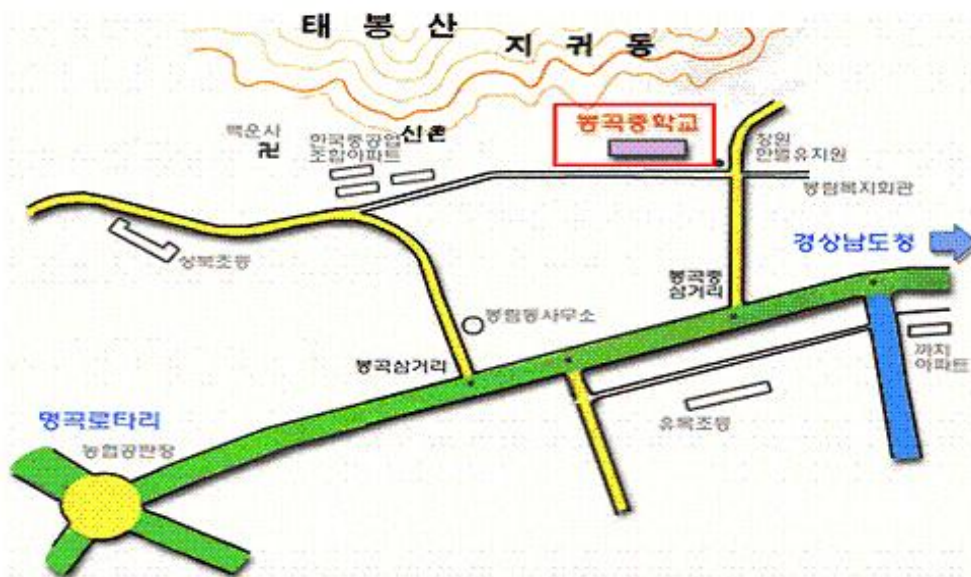 태 봉 산
지 귀 동
백운사
卍
한국중공업
조합아파트
신촌
봉곡중학교
창원
한별유치원
봉림복지회관
상북초등
경상남도청
봉곡중
삼거리
봉림동사무소
봉곡삼거리
까치
아파트
명곡로타리
농협공판장
유목초등